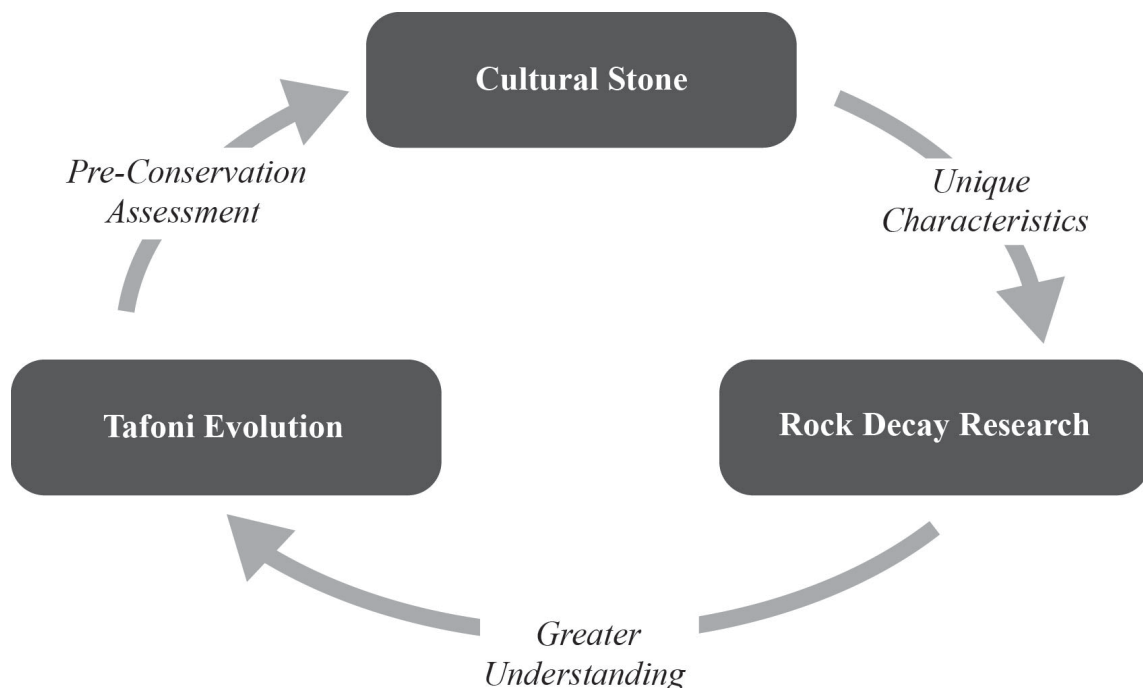 Cultural Stone
Pre-Conservation
Assessment
Unique
Characteristics
Tafoni Evolution
Rock Decay Research
Greater
Understanding